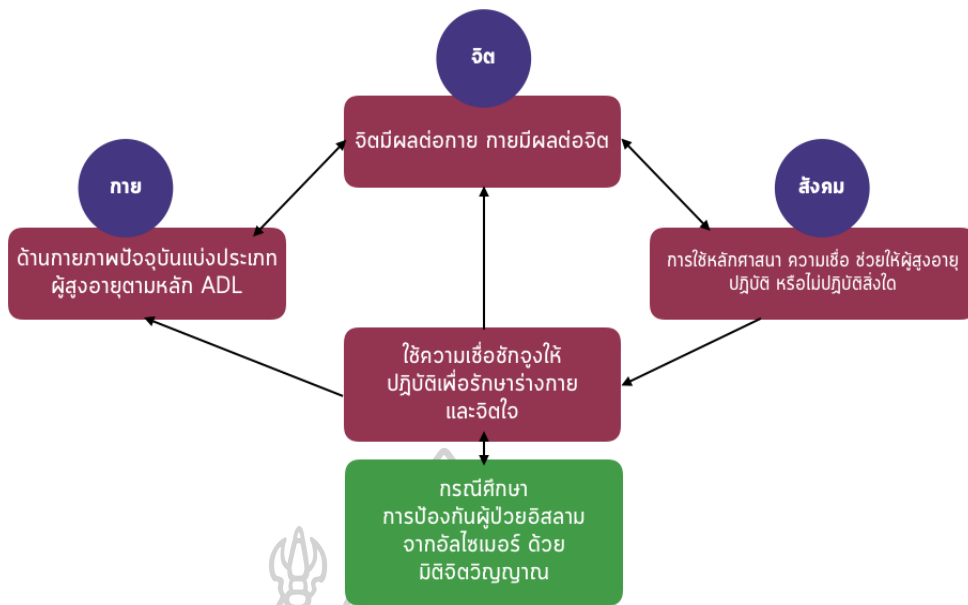 จิต
จิตมีผลต่อกาย กายมีผลต่อจิต
กาย
ด้านกายภาพปัจจุบันแบ่งประเภท
ผู้สูงอายุตามหลัก ADL
สังคม
การใช้หลักศาสนา ความเชื่อ ช่วยให้ผู้สูงอายุ
ปฏิบัติ หรือไม่ปฏิบัติสิ่งใด
ใช้ความเชื่อชักจูงให้
ปฏิบัติเพื่อรักษาร่างกาย
และจิตใจ
กรณีศึกษา
การป้องกันผู้ป่วยอิสลาม
จากอัลไซเมอร์ ด้วย
มิติจิตวิญญาณ